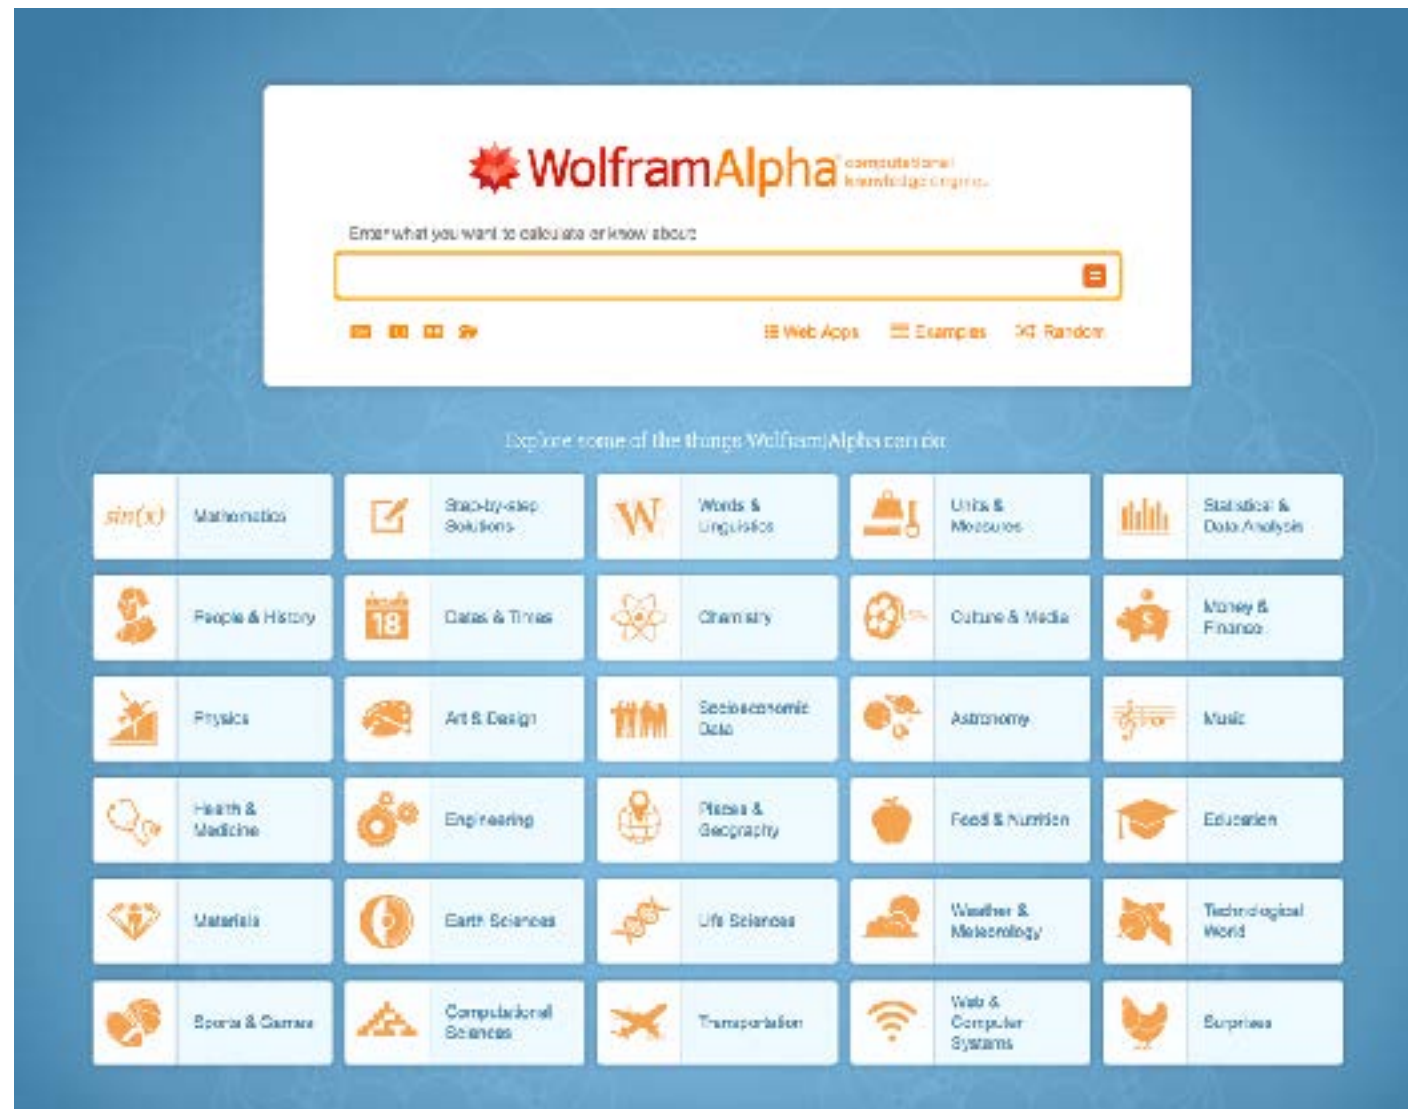 WolframAlpha computational
knowledge engine.
Enter what you want to calculate or know about:
=
Web Apps Examples Random
Explore some of the things Wolfram|Alpha can do
sin(x) Mathematics
Step-by-step
Solutions
W Words &
Linguistics
Units &
Measures
Statistical &
Data Analysis
People & History
18 Dates & Times
Chemistry
Culture & Media
$ Money &
Finance
Physics
Art & Design
Socioeconomic
Data
Astronomy
Music
Health &
Medicine
Engineering
Places &
Geography
Food & Nutrition
Education
Materials
Earth Sciences
Life Sciences
Weather &
Meteorology
Technological
World
Sports & Games
Computational
Sciences
Transportation
Web &
Computer
Systems
Surprises